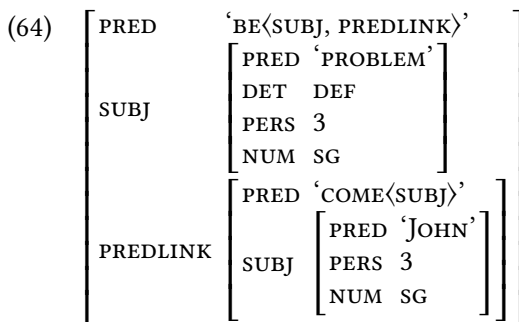 (64) PRED ‘BE⟨SUBJ, PREDLINK⟩’
PRED ‘PROBLEM’
DET DEF
SUBJ
PERS 3
NUM SG
PRED ‘COME⟨SUBJ⟩’
PRED ‘JOHN’
PREDLINK SUBJ PERS 3
NUM SG